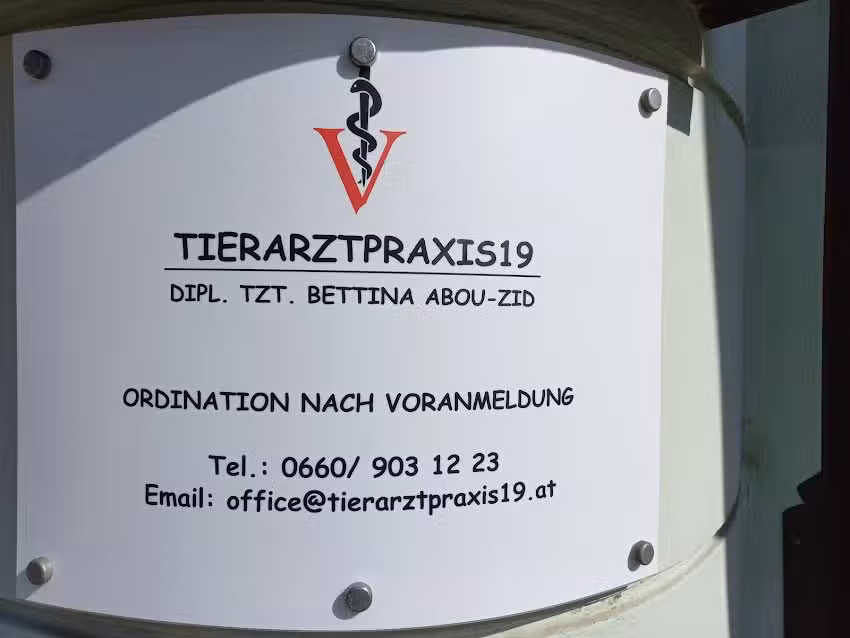 V
TIERARZTPRAXIS19
DIPL. TZT. BETTINA ABOU-ZID
ORDINATION NACH VORANMELDUNG
Tel.: 0660/ 903 12 23
Email: office@tierarztpraxis19.at